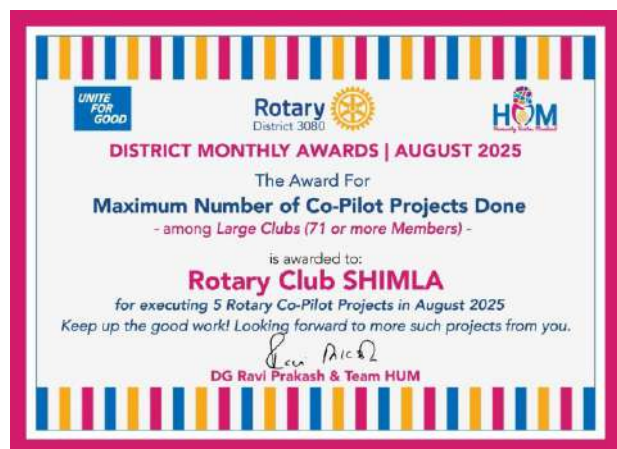 UNITE
FOR
GOOD
Rotary
District 3080
HUM
DISTRICT MONTHLY AWARDS | AUGUST 2025
The Award For
Maximum Number of Co-Pilot Projects Done
- among Large Clubs (71 or more Members) -
is awarded to:
Rotary Club SHIMLA
for executing 5 Rotary Co-Pilot Projects in August 2025
Keep up the good work! Looking forward to more such projects from you.
DG Ravi Prakash & Team HUM